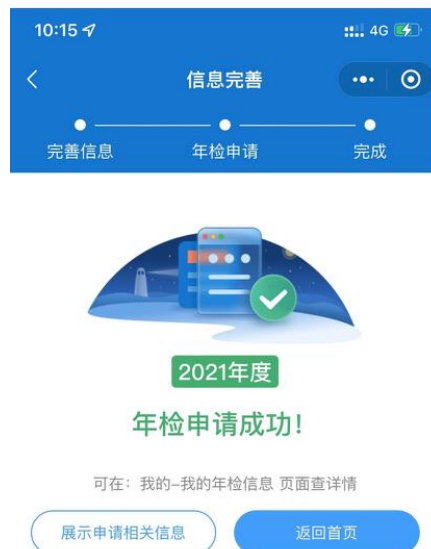 10:15 4G
信息完善
完善信息 年检申请 完成
2021年度
年检申请成功!
可在：我的-我的年检信息 页面查详情
展示申请相关信息 返回首页